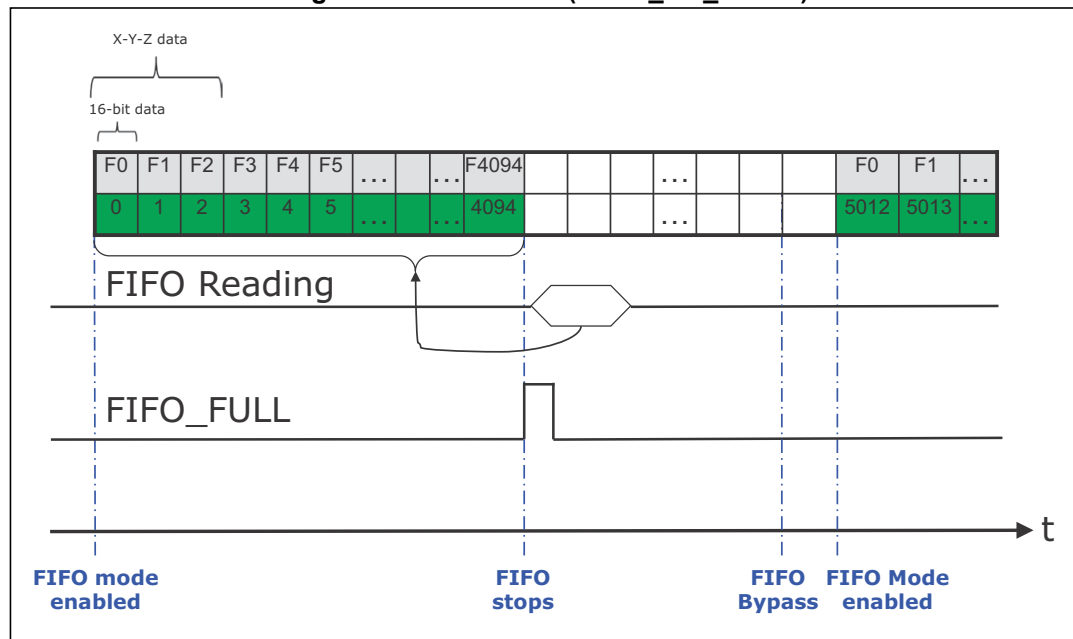 X-Y-Z data
16-bit data
F0 F1 F2 F3 F4 F5 ... ... F4094 ... F0 F1 ...
0 1 2 3 4 5 ... ... 4094 ... 5012 5013 ...
FIFO Reading
FIFO_FULL
t
FIFO mode enabled
FIFO stops
FIFO Bypass
FIFO Mode enabled